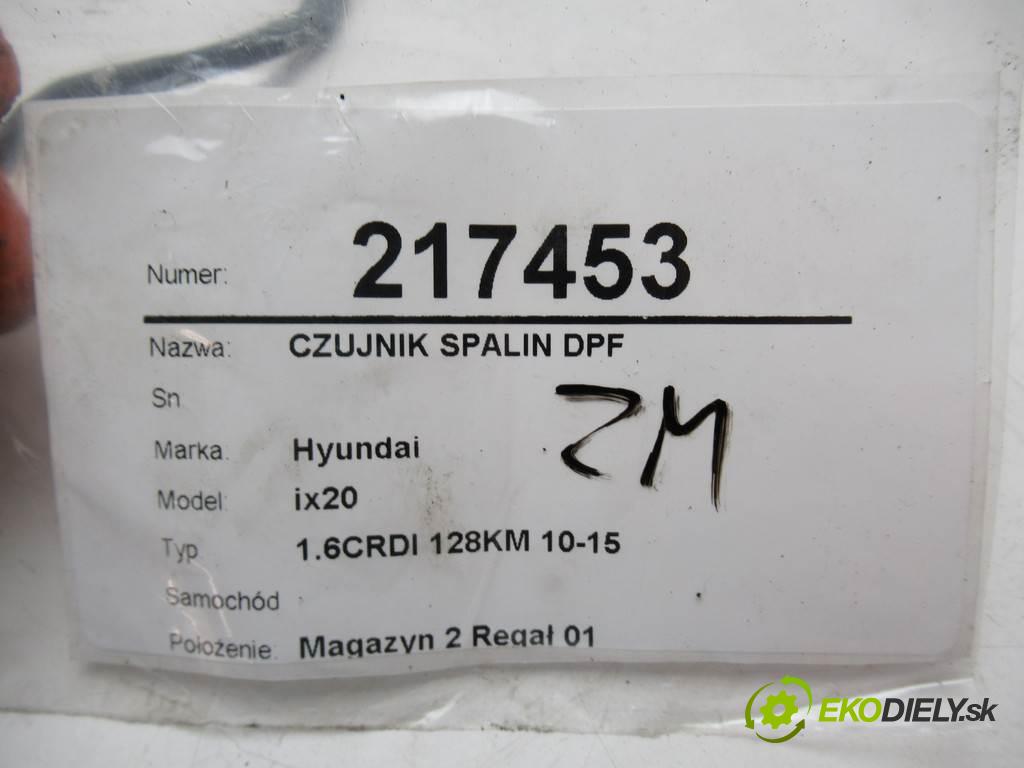 Numer: 217453
Nazwa: CZUJNIK SPALIN DPF
Sn
ZM
Marka: Hyundai
Model: ix20
Typ 1.6CRDI 128KM 10-15
Samochód
Położenie: Magazyn 2 Regał 01
EKODIELY.sk